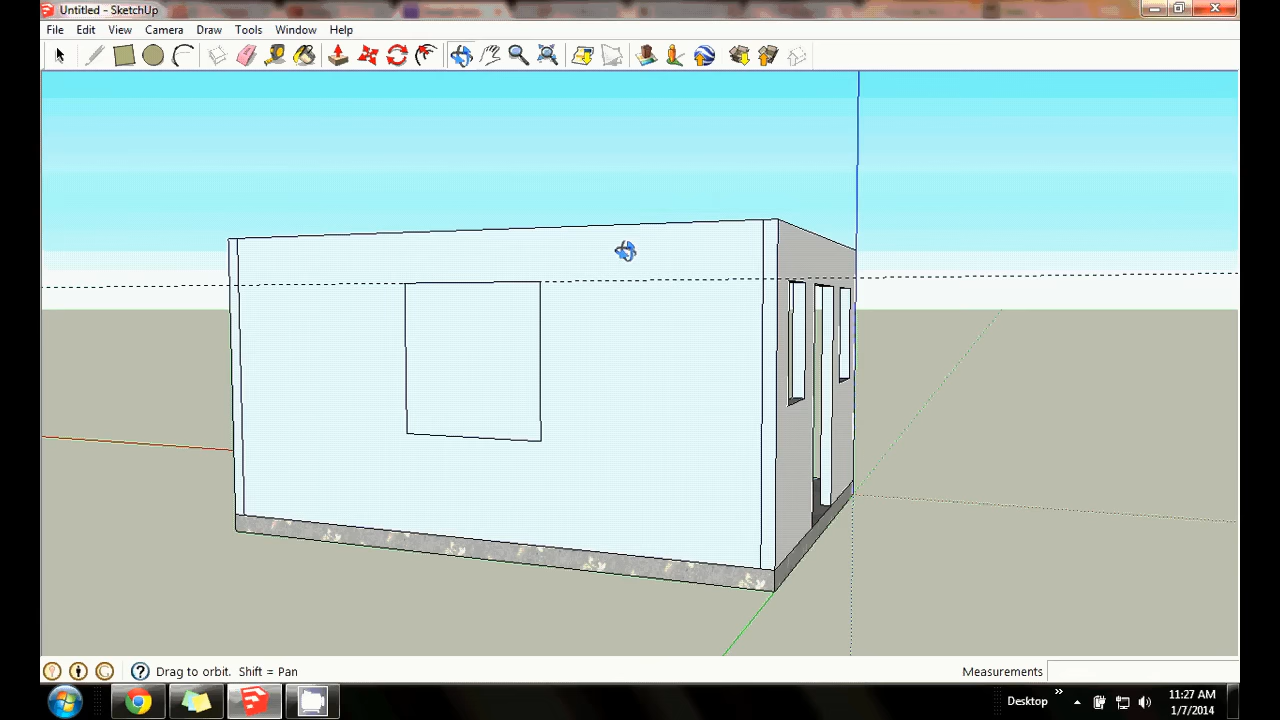 Untitled - SketchUp
File Edit View Camera Draw Tools Window Help
Drag to orbit. Shift = Pan
Measurements
Desktop
11:27 AM
1/7/2014